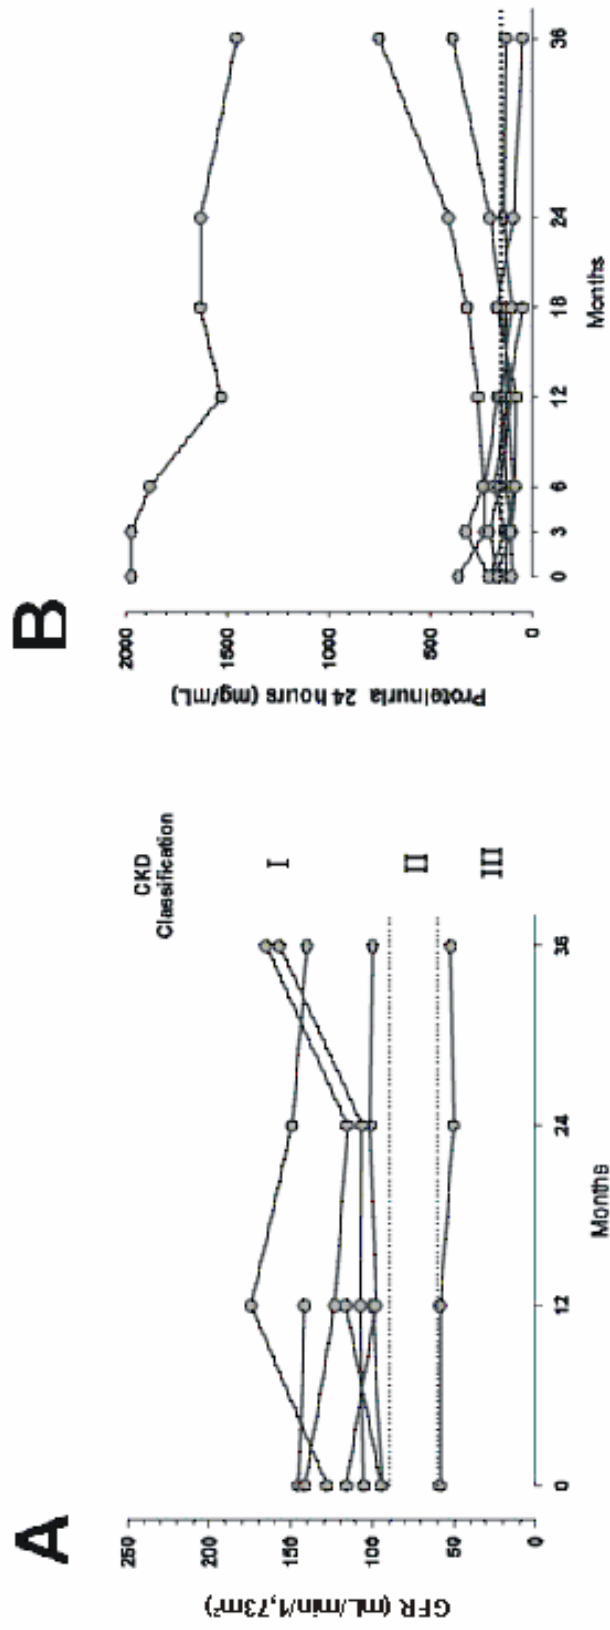 A
CKD
Classification
I
II
III
GFR (mL/min/1,73m²)
250
200
150
100
50
0
0
12
24
36
Months
B
Proteinuria 24 hours (mg/mL)
2000
1500
1000
500
0
0
3
6
12
18
24
36
Months